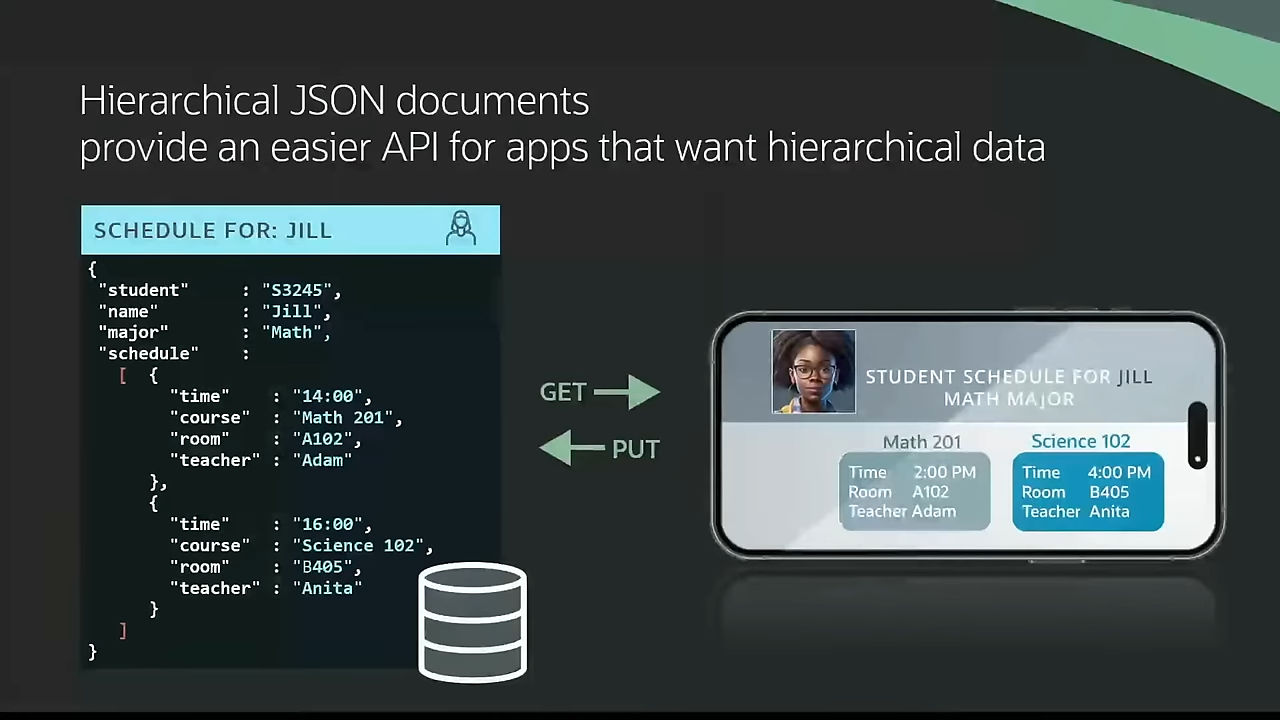 Hierarchical JSON documents
provide an easier API for apps that want hierarchical data
SCHEDULE FOR: JILL
{
"student" : "S3245",
"name" : "Jill",
"major" : "Math",
"schedule" :
[ {
"time" : "14:00",
"course" : "Math 201",
"room" : "A102",
"teacher" : "Adam"
},
{
"time" : "16:00",
"course" : "Science 102",
"room" : "B405",
"teacher" : "Anita"
}
]
}
GET
PUT
STUDENT SCHEDULE FOR JILL
MATH MAJOR
Math 201
Time 2:00 PM
Room A102
Teacher Adam
Science 102
Time 4:00 PM
Room B405
Teacher Anita